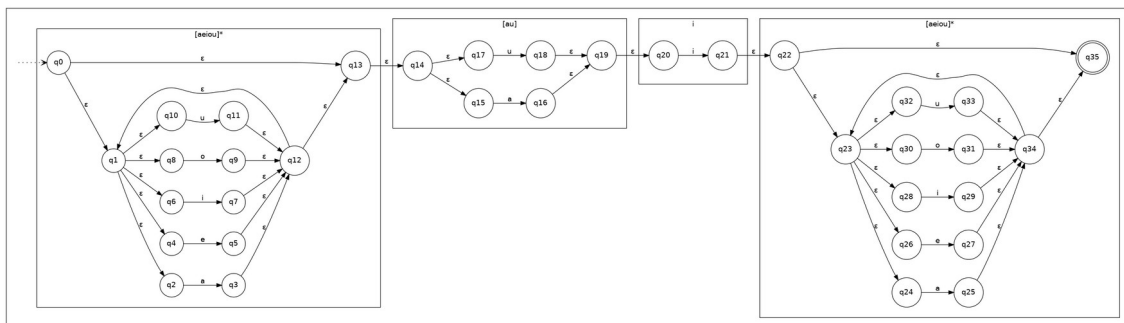 [aeiou]*
q0
ε
q13
ε
ε
ε
q10
u
q11
ε
ε
q1
ε
q8
o
q9
ε
q12
ε
ε
q6
i
q7
ε
ε
q4
e
q5
ε
ε
q2
a
q3
ε
ε
[au]
q14
ε
q17
u
q18
ε
q19
ε
q15
a
q16
ε
ε
i
q20
i
q21
ε
[aeiou]*
q22
ε
q35
ε
ε
q32
u
q33
ε
ε
q23
ε
q30
o
q31
ε
q34
ε
ε
q28
i
q29
ε
ε
q26
e
q27
ε
ε
q24
a
q25
ε